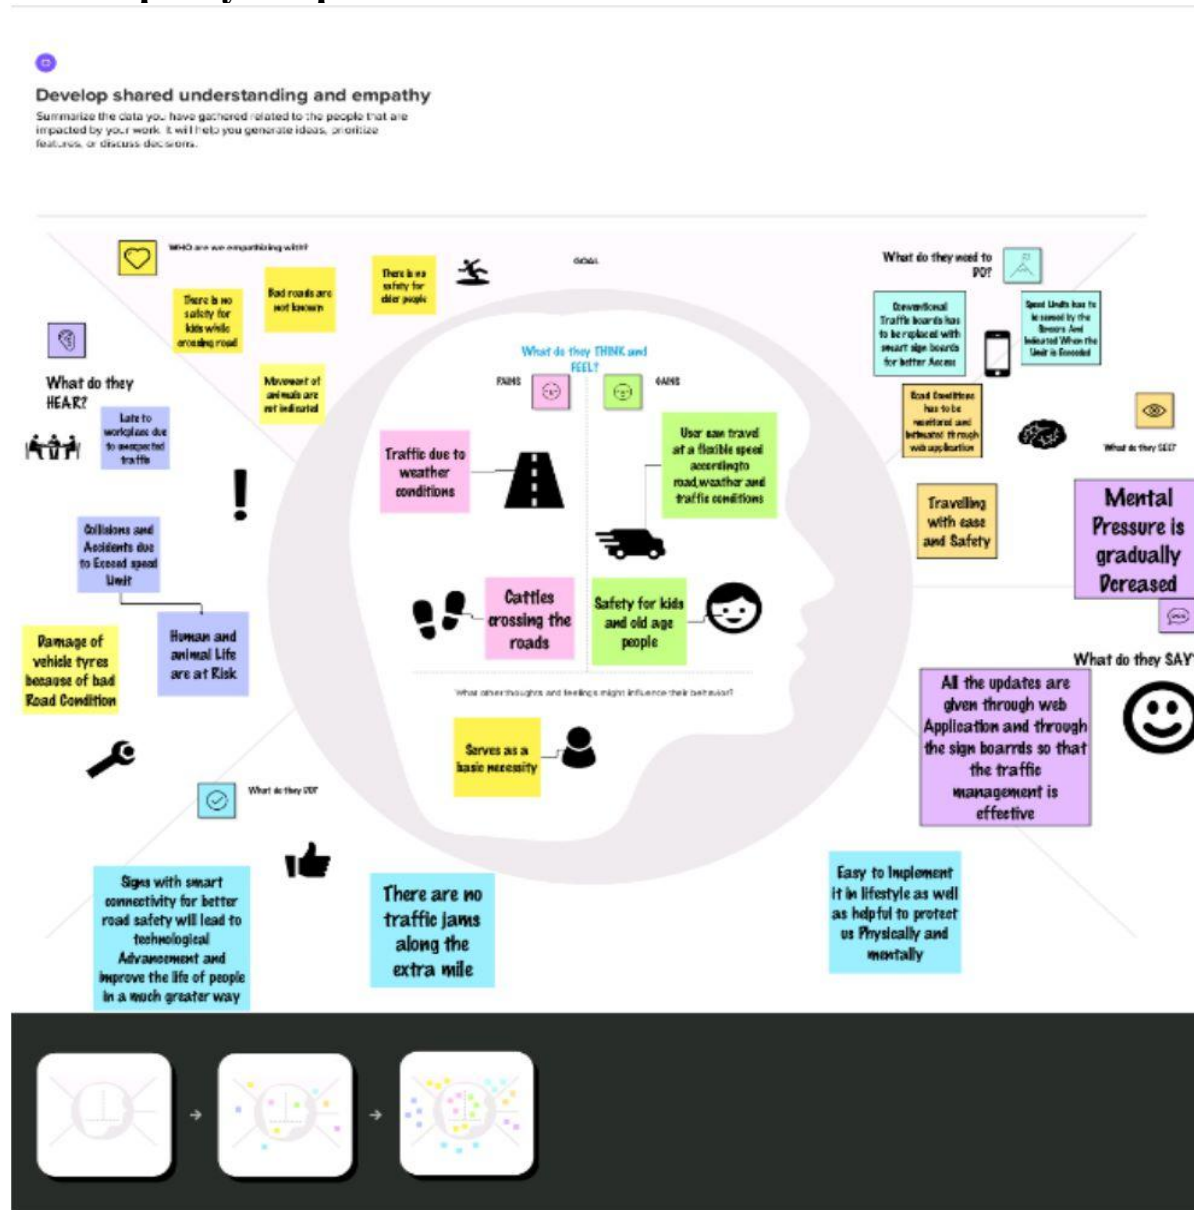 Develop shared understanding and empathy
Summarize the data you have gathered related to the people that are
impacted by your work. It will help you generate ideas, prioritize
features, or discuss decisions.
WHO are we empathizing with?
There is no
safety for
kids while
crossing road
Bad roads are
not known
There is no
safety for
elder people
Movement of
animals are
not indicated
GOAL
What do they need to
DO?
Conventional
Traffic boards has
to be replaced with
smart sign boards
for better Access
Speed Limits has to
be sensed by the
Sensors And
Indicated When the
Limit is Exceeded
What do they
HEAR?
Late to
workplace due
to unexpected
traffic
Collisions and
Accidents due
to Exceed speed
Limit
Human and
animal Life
are at Risk
Damage of
vehicle tyres
because of bad
Road Condition
What do they THINK and
FEEL?
PAINS
GAINS
Traffic due to
weather
conditions
User can travel
at a flexible speed
accordingto
road,weather and
traffic conditions
Cattles
crossing the
roads
Safety for kids
and old age
people
What other thoughts and feelings might influence their behavior?
Serves as a
basic necessity
Road Conditions
has to be
monitored and
intimated through
web application
What do they SEE?
Travelling
with ease
and Safety
Mental
Pressure is
gradually
Dcreased
What do they SAY?
All the updates are
given through web
Application and through
the sign boarrds so that
the traffic
management is
effective
What do they DO?
Signs with smart
connectivity for better
road safety will lead to
technological
Advancement and
improve the life of people
in a much greater way
There are no
traffic jams
along the
extra mile
Easy to Implement
it in lifestyle as well
as helpful to protect
us Physically and
mentally